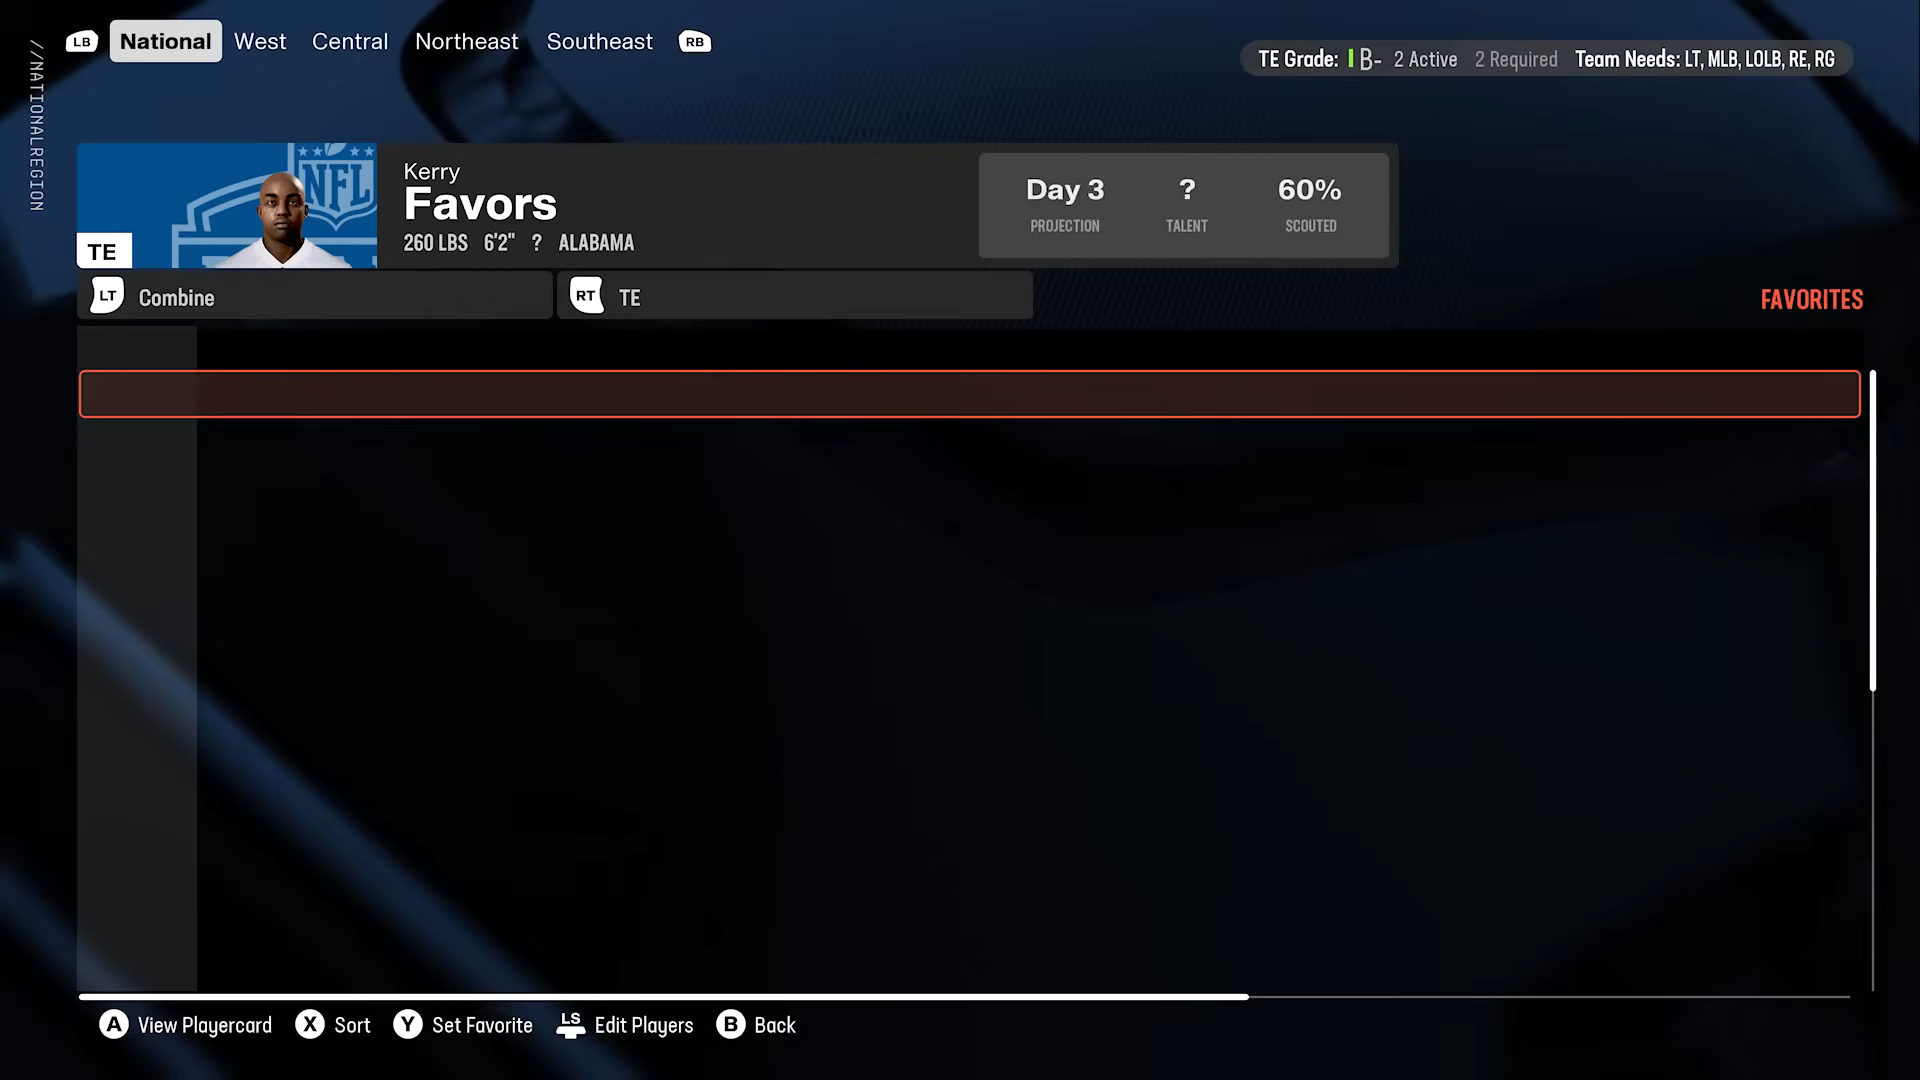 LB National West Central Northeast Southeast RB
TE Grade: B- 2 Active 2 Required Team Needs: LT, MLB, LOLB, RE, RG
//NATIONALREGION
NFL
TE
Kerry
Favors
260 LBS 6'2" ? ALABAMA
Day 3 ? 60%
PROJECTION TALENT SCOUTED
LT Combine RT TE
FAVORITES
A View Playercard X Sort Y Set Favorite LS Edit Players B Back